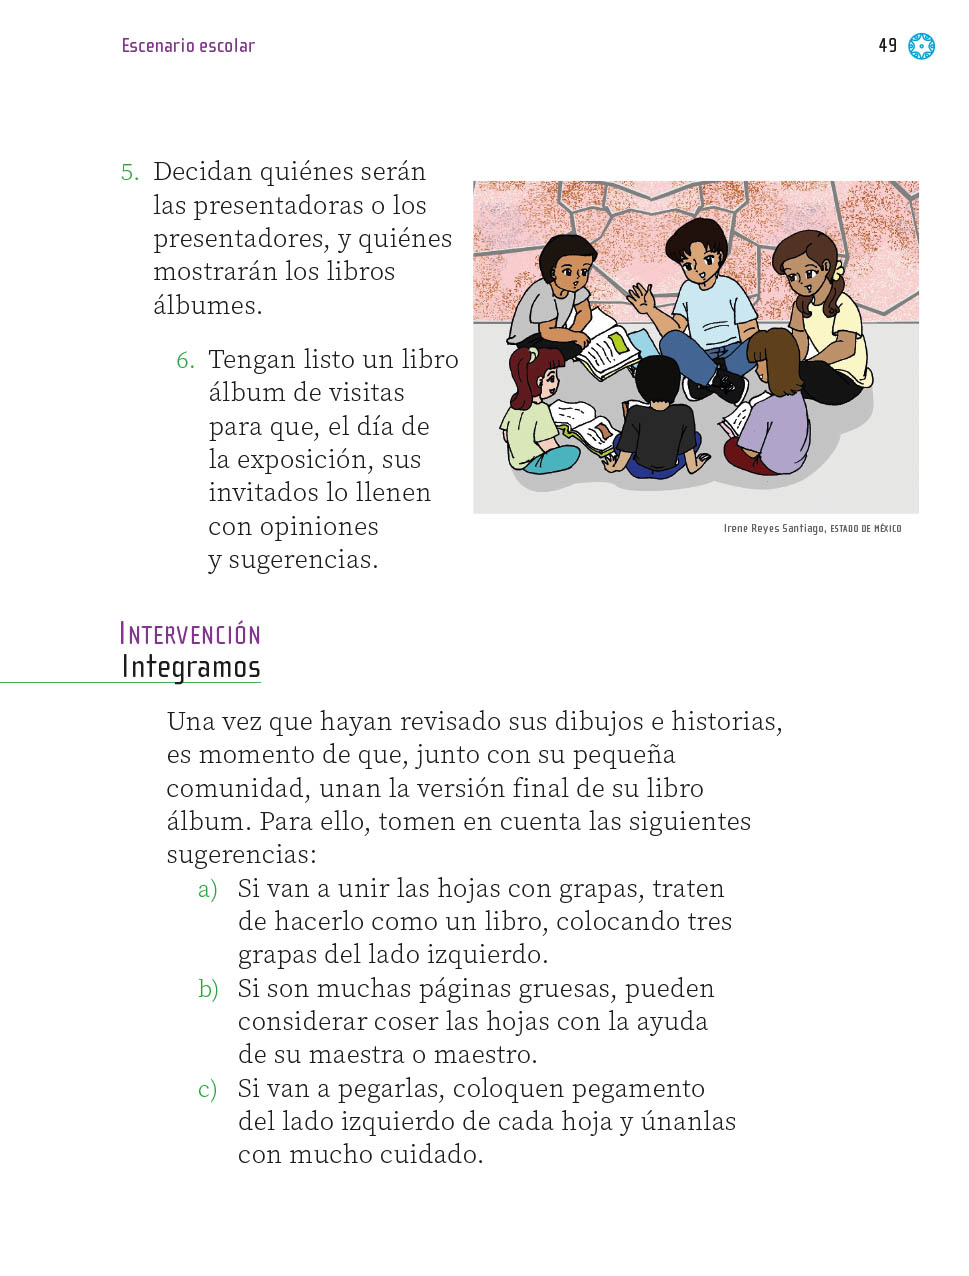 Escenario escolar
49
5. Decidan quiénes serán
las presentadoras o los
presentadores, y quiénes
mostrarán los libros
álbumes.
6. Tengan listo un libro
álbum de visitas
para que, el día de
la exposición, sus
invitados lo llenen
con opiniones
y sugerencias.
Irene Reyes Santiago, ESTADO DE MÉXICO
INTERVENCIÓN
Integramos
Una vez que hayan revisado sus dibujos e historias,
es momento de que, junto con su pequeña
comunidad, unan la versión final de su libro
álbum. Para ello, tomen en cuenta las siguientes
sugerencias:
a) Si van a unir las hojas con grapas, traten
de hacerlo como un libro, colocando tres
grapas del lado izquierdo.
b) Si son muchas páginas gruesas, pueden
considerar coser las hojas con la ayuda
de su maestra o maestro.
c) Si van a pegarlas, coloquen pegamento
del lado izquierdo de cada hoja y únanlas
con mucho cuidado.